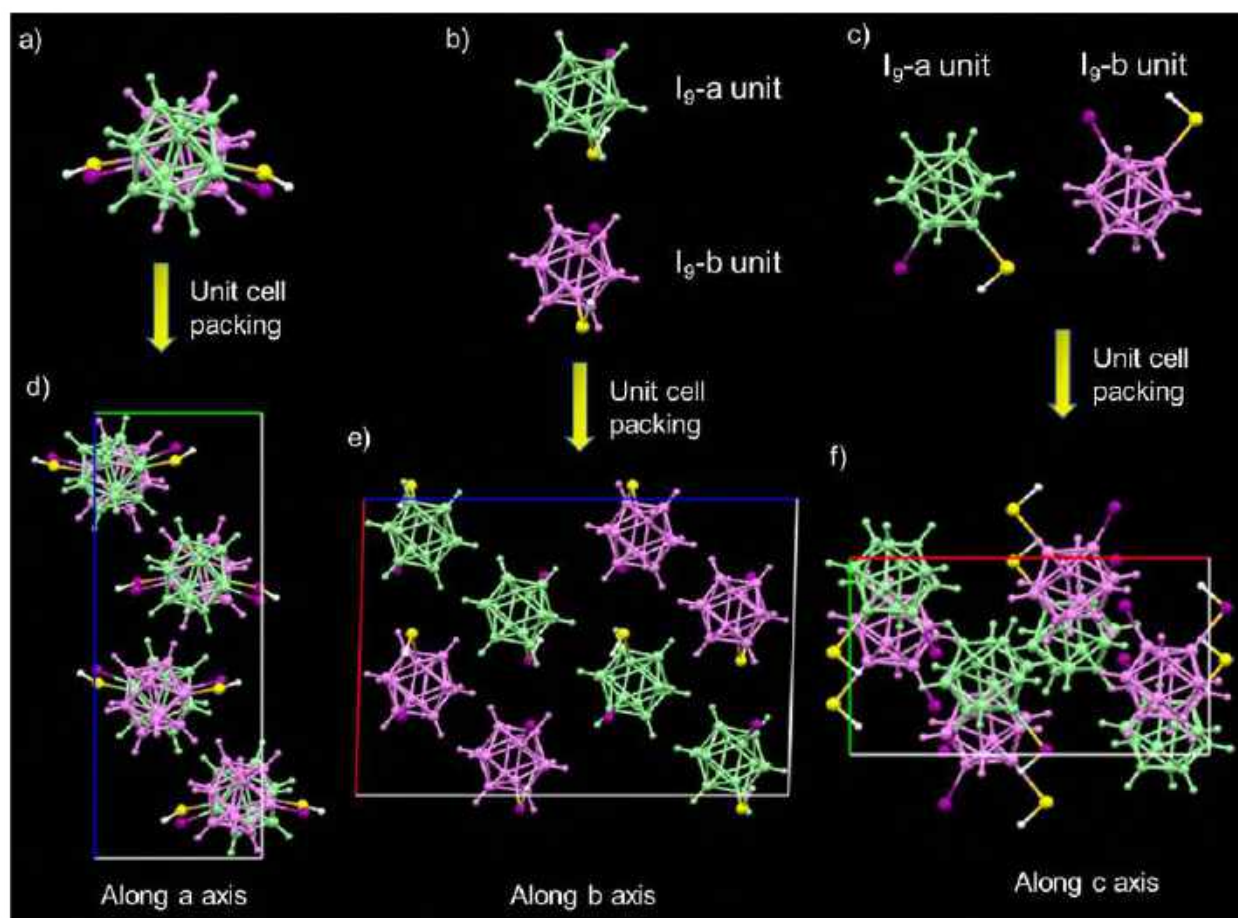 a)
b)
c)
I₉-a unit
I₉-b unit
I₉-a unit
I₉-b unit
Unit cell
packing
Unit cell
packing
Unit cell
packing
d)
e)
f)
Along a axis
Along b axis
Along c axis